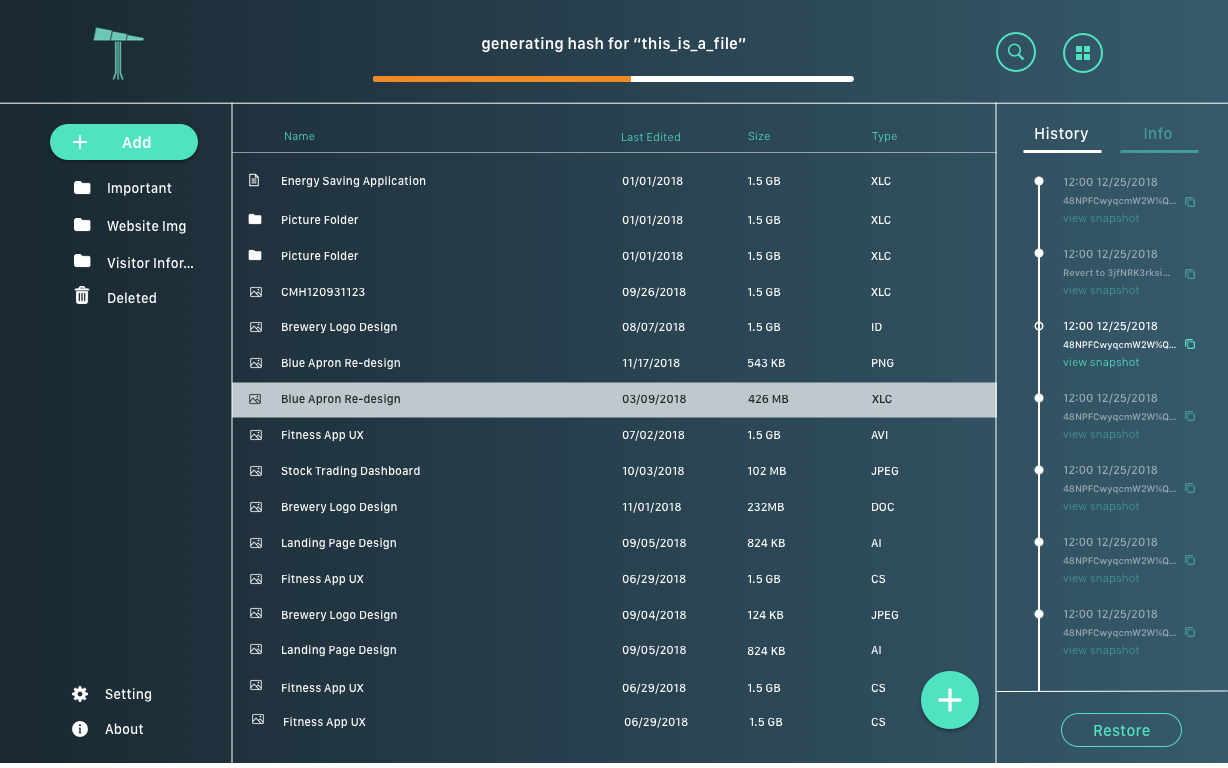 generating hash for “this_is_a_file”
Add
Important
Website Img
Visitor Infor...
Deleted
Setting
About
Name Last Edited Size Type
Energy Saving Application 01/01/2018 1.5 GB XLC
Picture Folder 01/01/2018 1.5 GB XLC
Picture Folder 01/01/2018 1.5 GB XLC
CMH120931123 09/26/2018 1.5 GB XLC
Brewery Logo Design 08/07/2018 1.5 GB ID
Blue Apron Re-design 11/17/2018 543 KB PNG
Blue Apron Re-design 03/09/2018 426 MB XLC
Fitness App UX 07/02/2018 1.5 GB AVI
Stock Trading Dashboard 10/03/2018 102 MB JPEG
Brewery Logo Design 11/01/2018 232MB DOC
Landing Page Design 09/05/2018 824 KB AI
Fitness App UX 06/29/2018 1.5 GB CS
Brewery Logo Design 09/04/2018 124 KB JPEG
Landing Page Design 09/05/2018 824 KB AI
Fitness App UX 06/29/2018 1.5 GB CS
Fitness App UX 06/29/2018 1.5 GB CS
History Info
12:00 12/25/2018
48NPFCwyqcmW2W%Q...
view snapshot
12:00 12/25/2018
Revert to 3jfNRK3rksi...
view snapshot
12:00 12/25/2018
48NPFCwyqcmW2W%Q...
view snapshot
12:00 12/25/2018
48NPFCwyqcmW2W%Q...
view snapshot
12:00 12/25/2018
48NPFCwyqcmW2W%Q...
view snapshot
12:00 12/25/2018
48NPFCwyqcmW2W%Q...
view snapshot
12:00 12/25/2018
48NPFCwyqcmW2W%Q...
view snapshot
Restore